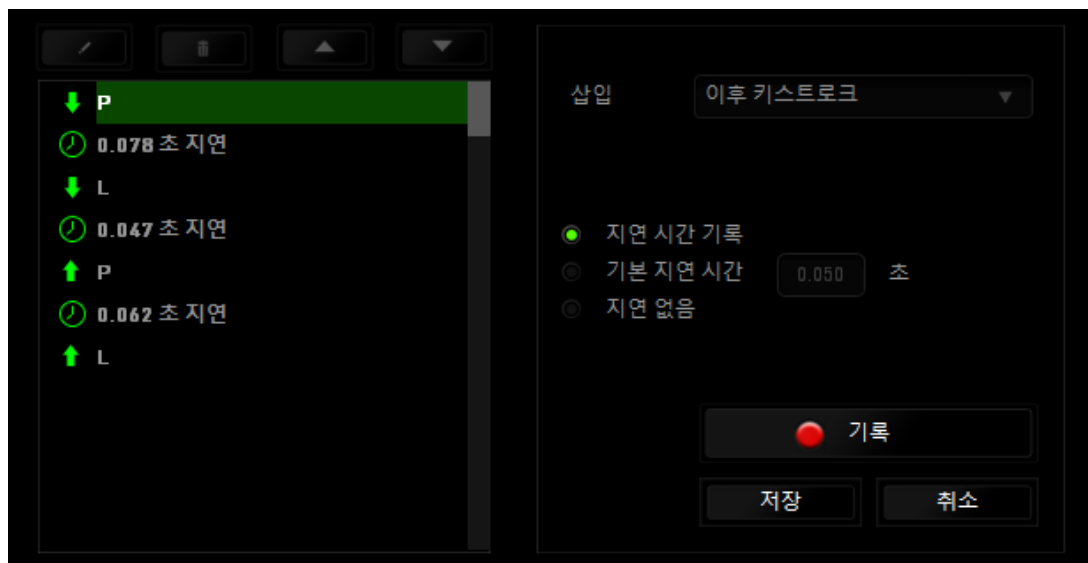 P
0.078 초 지연
L
0.047 초 지연
P
0.062 초 지연
L
삽입 이후 키스트로크
지연 시간 기록
기본 지연 시간 0.050 초
지연 없음
기록
저장 취소